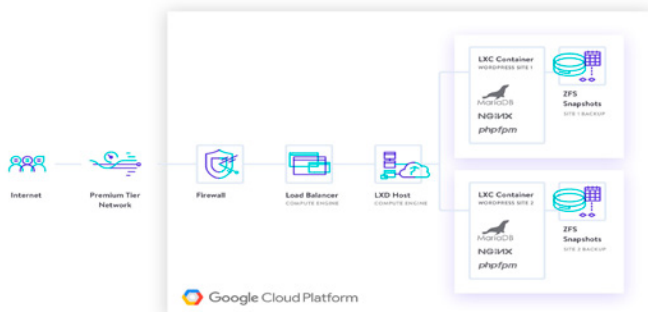 Internet
Premium Tier
Network
Firewall
Load Balancer
COMPUTE ENGINE
LXD Host
COMPUTE ENGINE
LXC Container
WORDPRESS SITE 1
MariaDB
NGINX
phpfpm
ZFS
Snapshots
SITE 1 BACKUP
LXC Container
WORDPRESS SITE 2
MariaDB
NGINX
phpfpm
ZFS
Snapshots
SITE 2 BACKUP
Google Cloud Platform